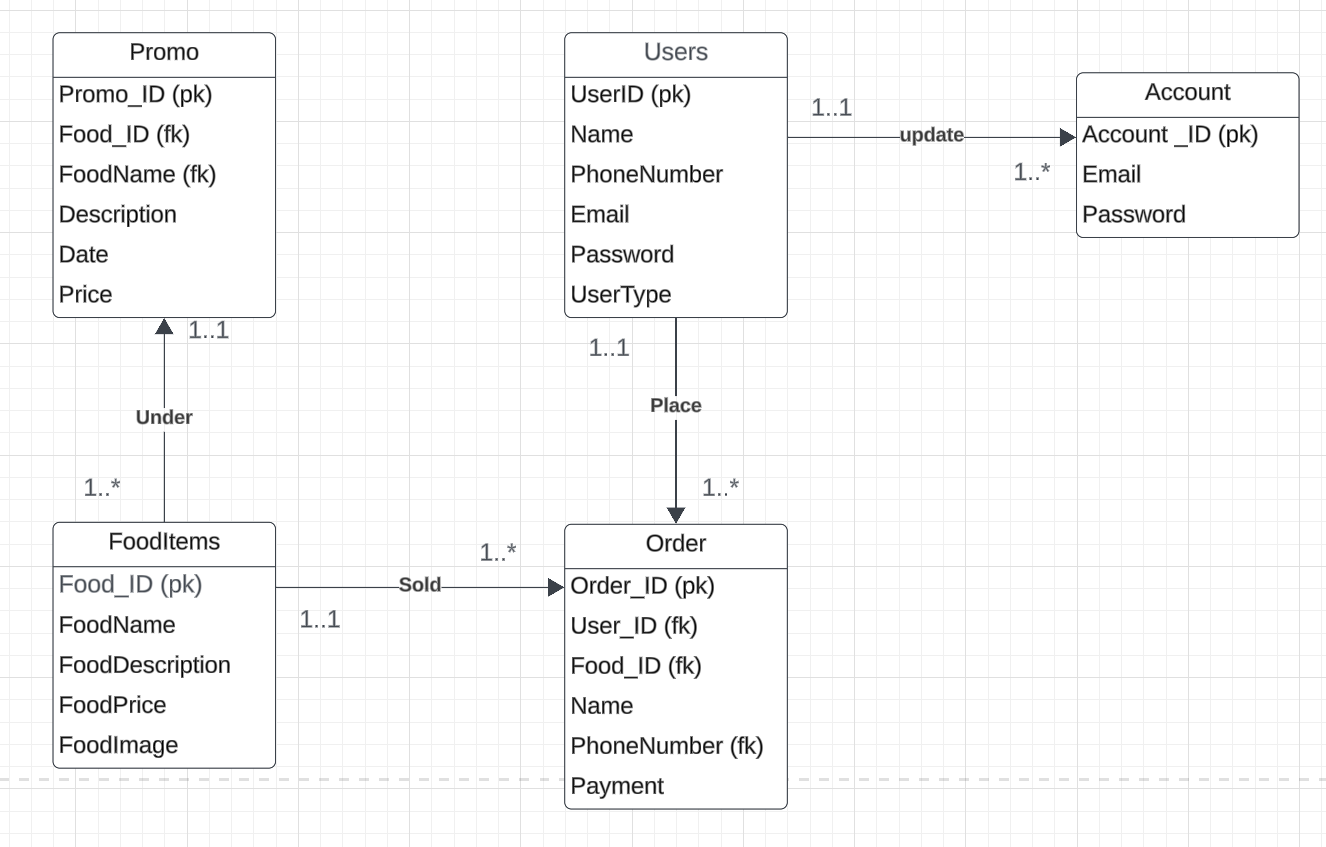 Promo
Promo_ID (pk)
Food_ID (fk)
FoodName (fk)
Description
Date
Price
Users
UserID (pk)
Name
PhoneNumber
Email
Password
UserType
1..1
update
1..*
Account
Account _ID (pk)
Email
Password
1..1
Under
1..*
1..1
Place
1..*
FoodItems
Food_ID (pk)
FoodName
FoodDescription
FoodPrice
FoodImage
1..*
Sold
1..1
Order
Order_ID (pk)
User_ID (fk)
Food_ID (fk)
Name
PhoneNumber (fk)
Payment